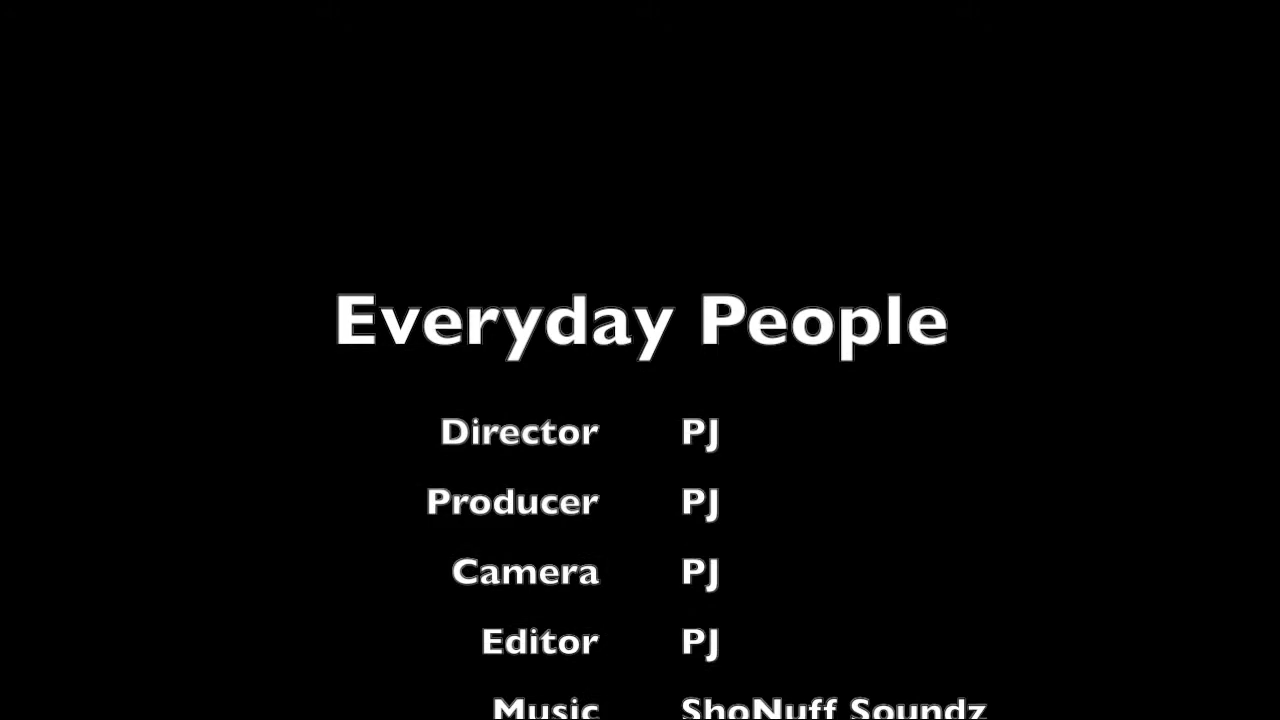 Everyday People
Director PJ
Producer PJ
Camera PJ
Editor PJ
Music ShoNuff Soundz